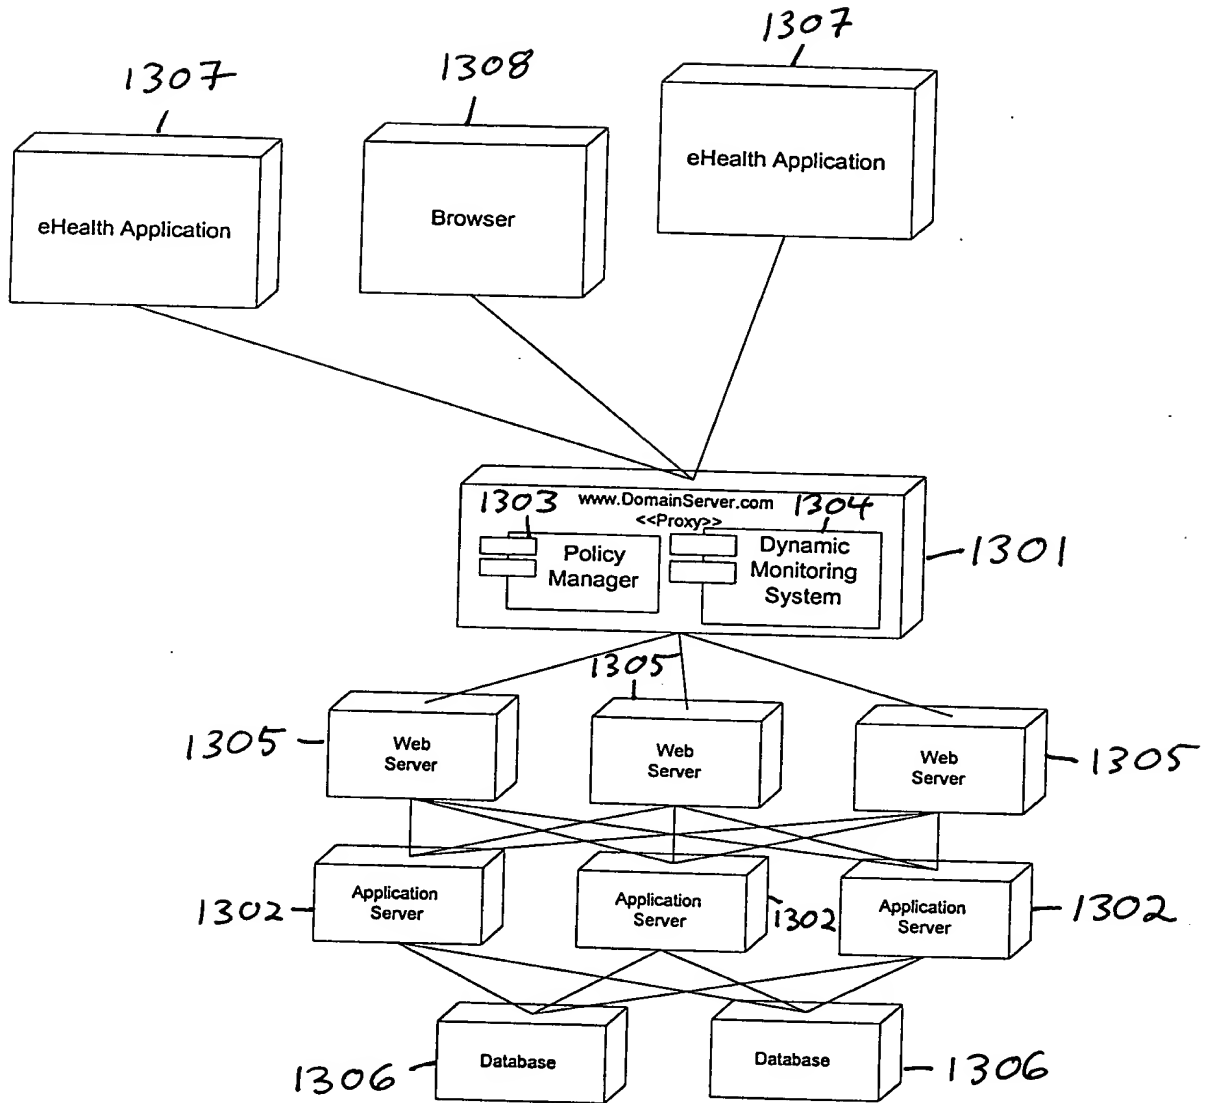 1307
1308
1307
eHealth Application
Browser
eHealth Application
www.DomainServer.com
<<Proxy>>
1303
1304
Policy
Manager
Dynamic
Monitoring
System
1301
1305
1305
Web
Server
Web
Server
Web
Server
1305
1302
Application
Server
Application
Server
1302
Application
Server
1302
1306
Database
Database
1306